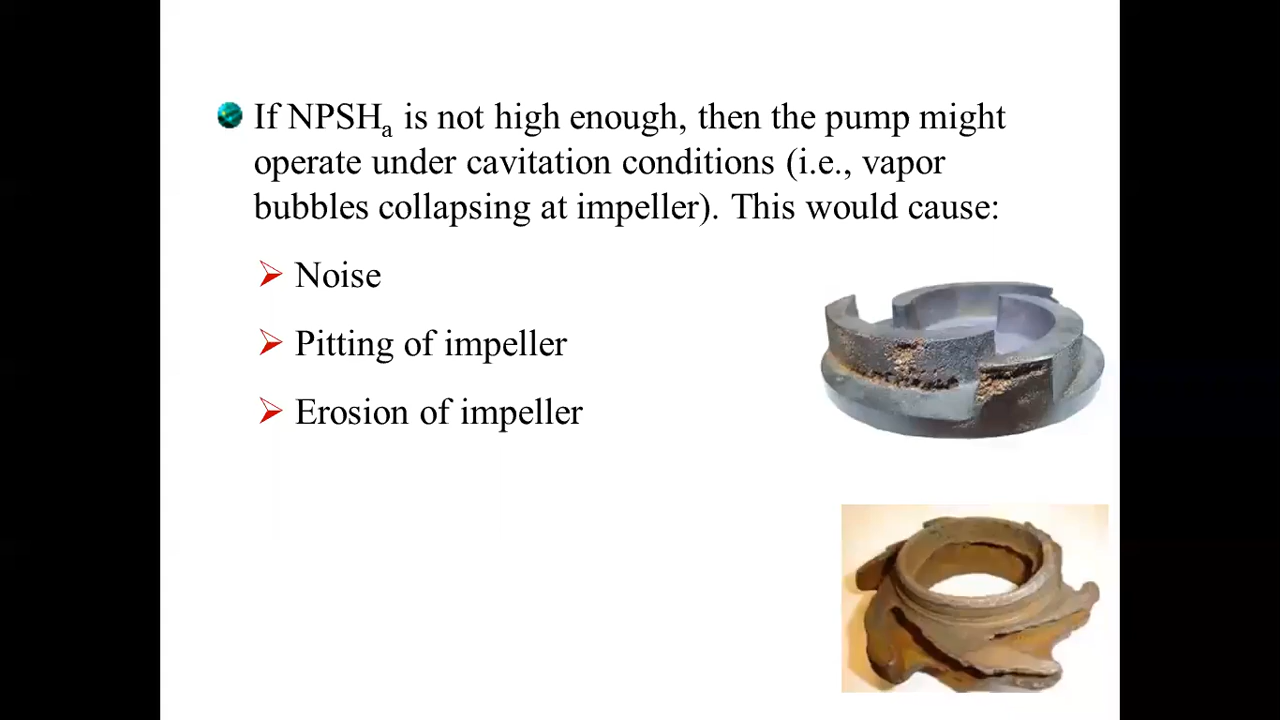 If NPSHa is not high enough, then the pump might
operate under cavitation conditions (i.e., vapor
bubbles collapsing at impeller). This would cause:
Noise
Pitting of impeller
Erosion of impeller